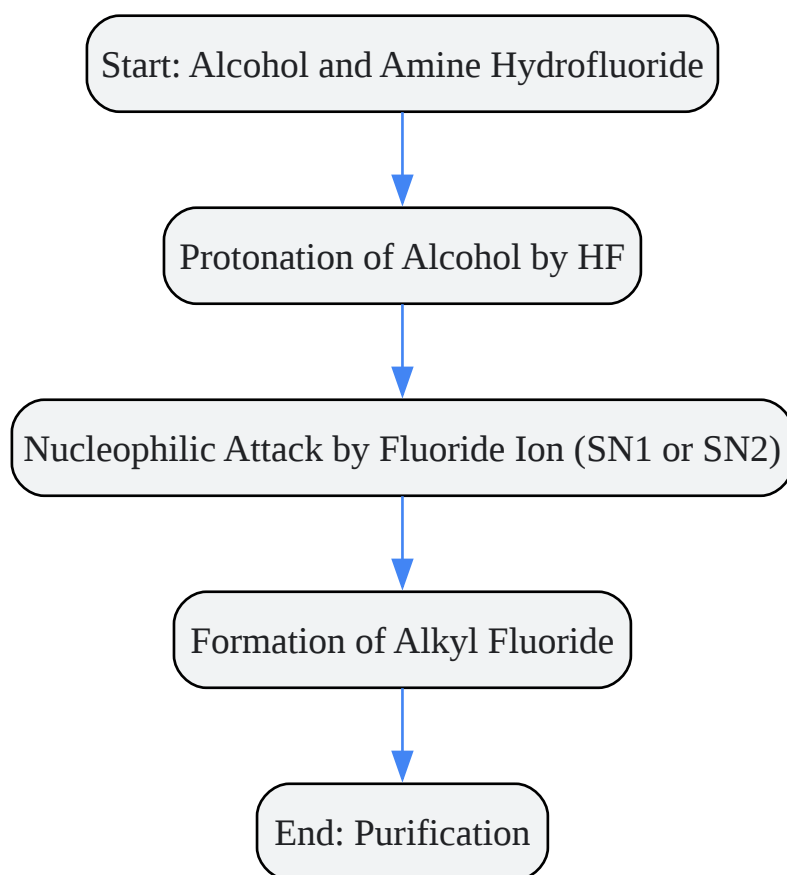 Start: Alcohol and Amine Hydrofluoride
Protonation of Alcohol by HF
Nucleophilic Attack by Fluoride Ion (SN1 or SN2)
Formation of Alkyl Fluoride
End: Purification